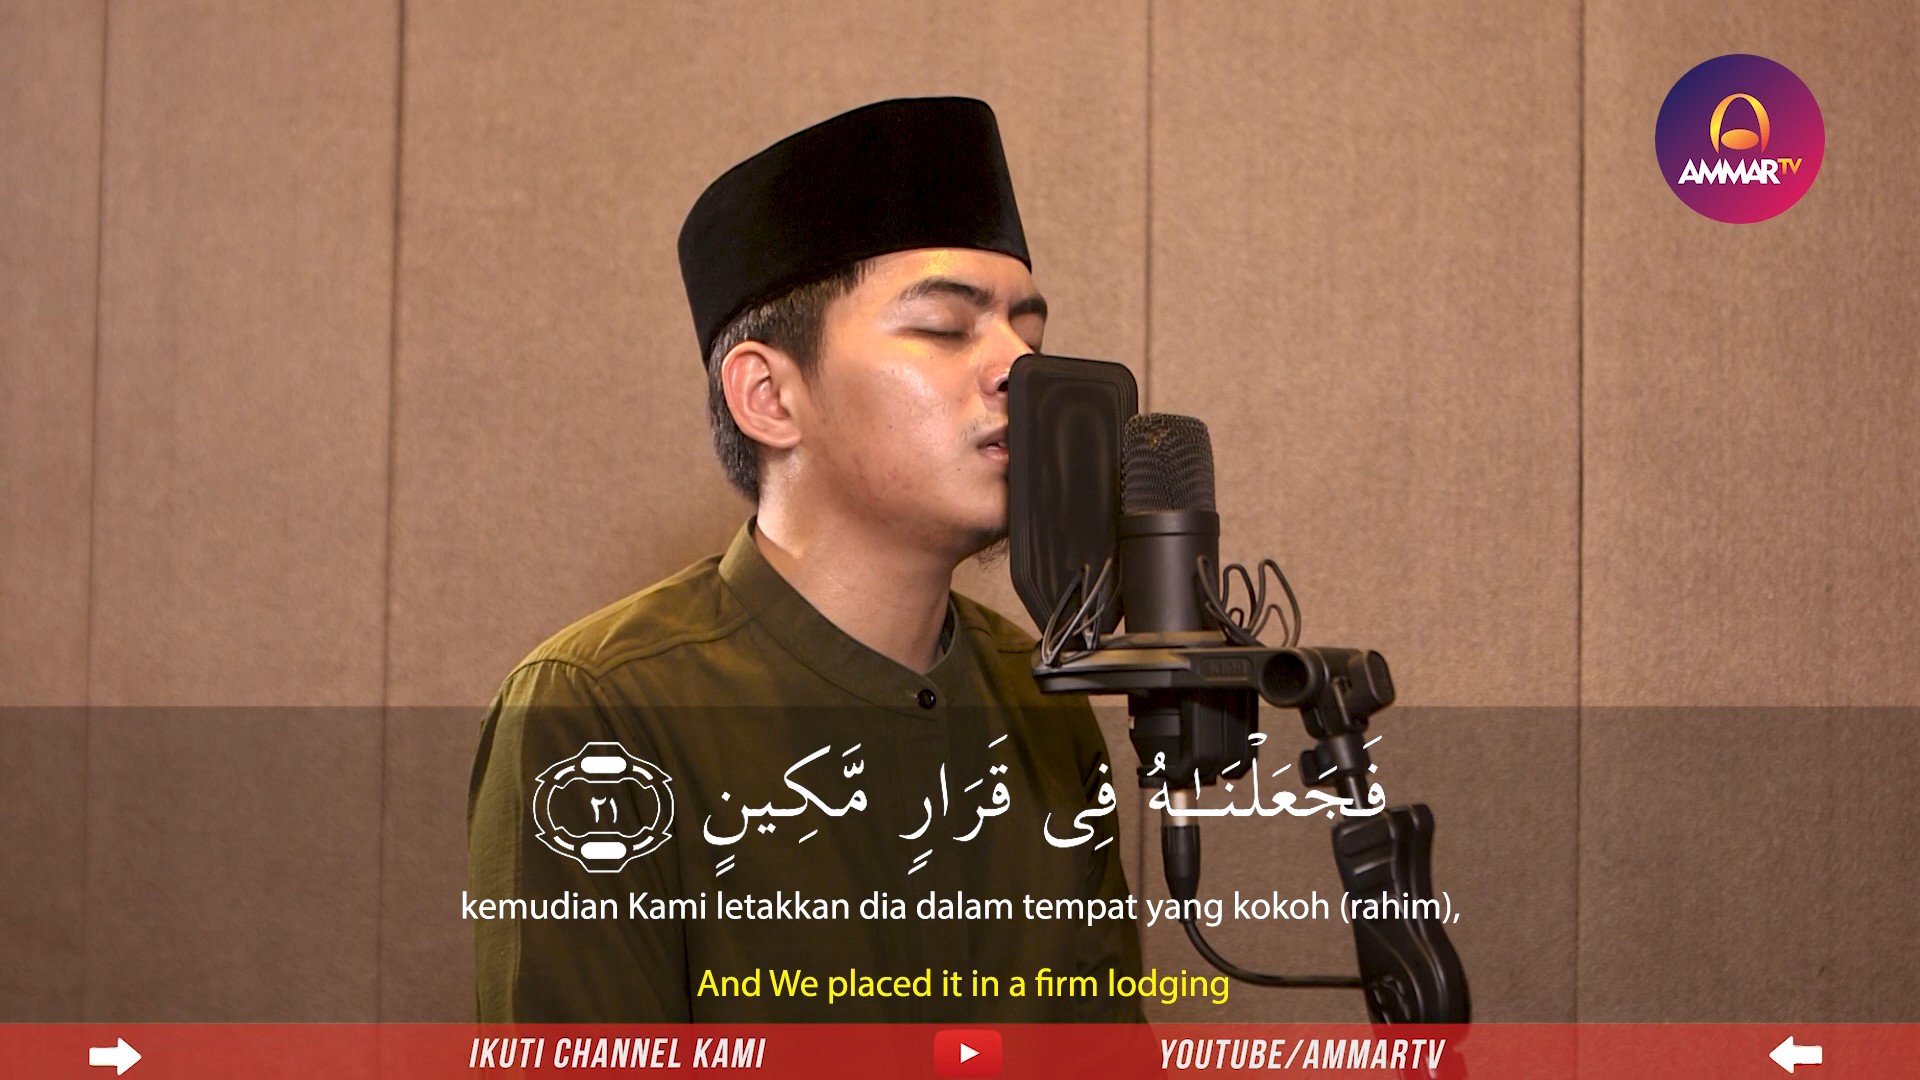 AMMARTV
فَجَعَلْنَـٰهُ فِى قَرَارٍ مَّكِينٍ ٢١
kemudian Kami letakkan dia dalam tempat yang kokoh (rahim),
And We placed it in a firm lodging
IKUTI CHANNEL KAMI YOUTUBE/AMMARTV